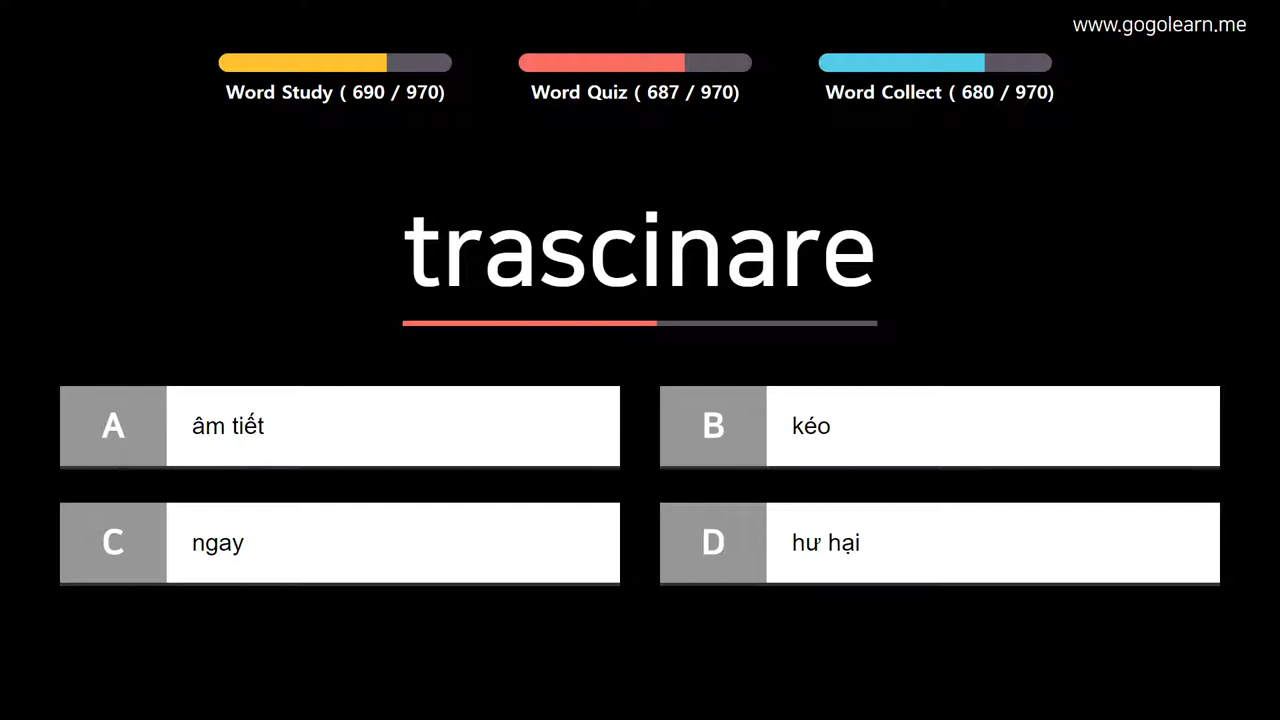 www.gogolearn.me
Word Study ( 690 / 970)
Word Quiz ( 687 / 970)
Word Collect ( 680 / 970)
trascinare
A
âm tiết
B
kéo
C
ngay
D
hư hại